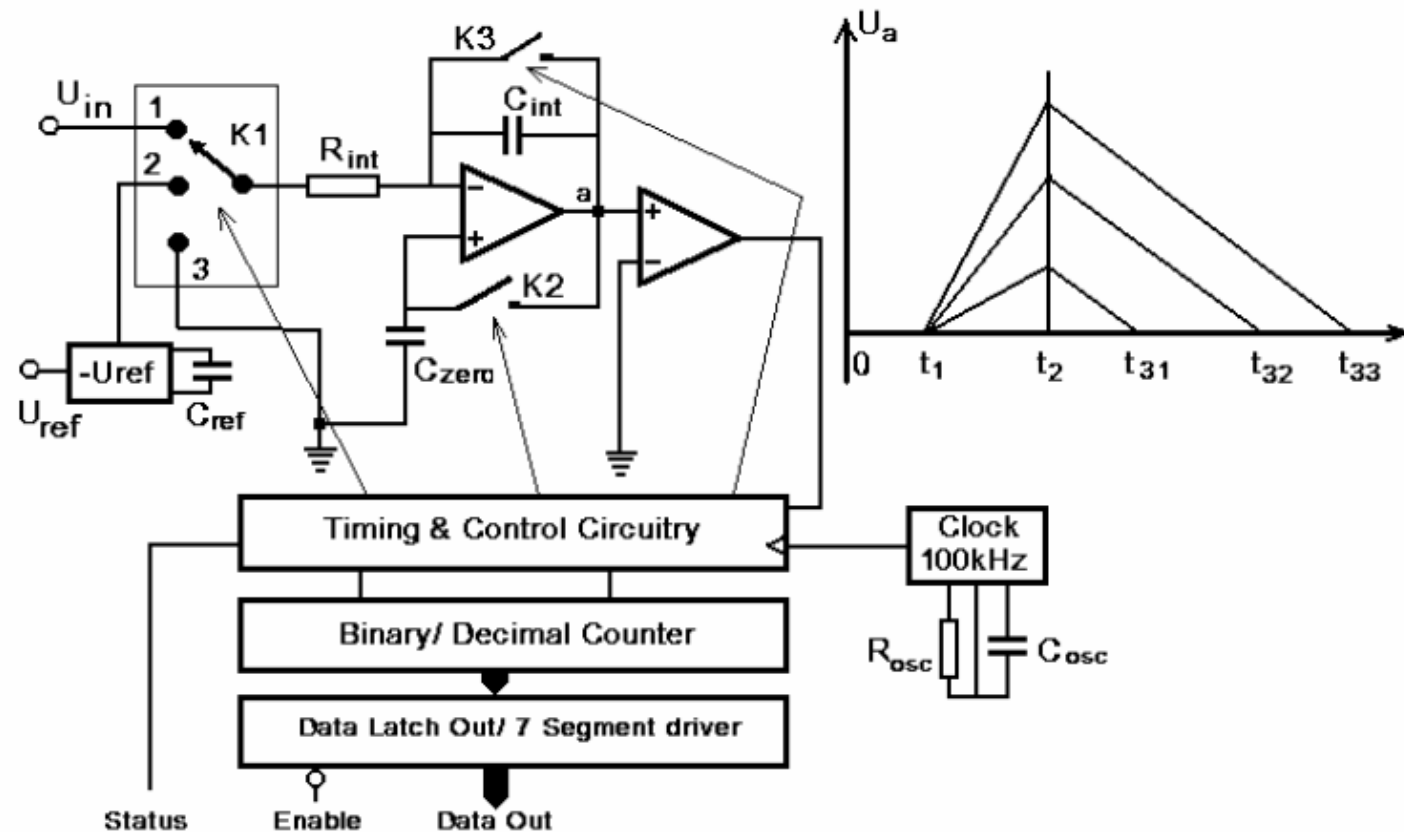 K3
U_a
U_in
1
K1
C_int
R_int
2
a
−
+
+
−
3
K2
-Uref
C_zero
0
t_1
t_2
t_31
t_32
t_33
U_ref
C_ref
Timing & Control Circuitry
Clock
100kHz
Binary/ Decimal Counter
R_osc
C_osc
Data Latch Out/ 7 Segment driver
Status
Enable
Data Out